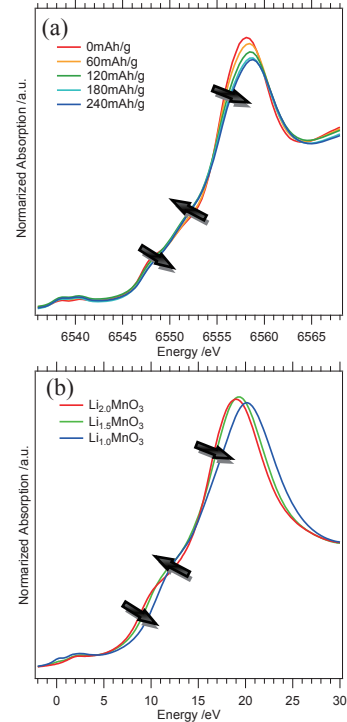 (a)
0mAh/g
60mAh/g
120mAh/g
180mAh/g
240mAh/g
Normarized Absorption /a.u.
6540 6545 6550 6555 6560 6565
Energy /eV
(b)
Li2.0MnO3
Li1.5MnO3
Li1.0MnO3
Normalized Absorption /a.u.
0 5 10 15 20 25 30
Energy /eV